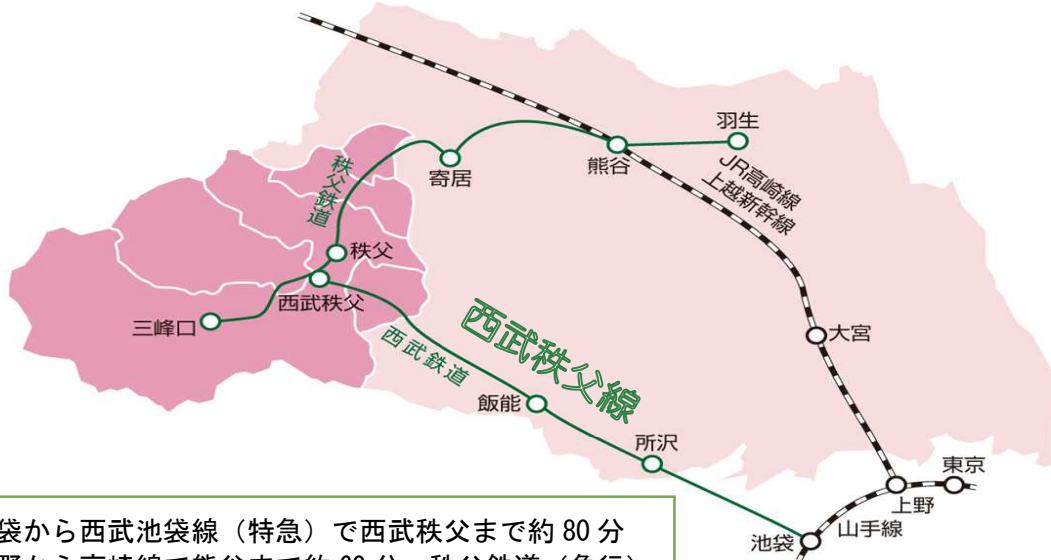 羽生
熊谷
寄居
JR高崎線
上越新幹線
秩父鉄道
秩父
西武秩父
三峰口
西武秩父線
西武鉄道
大宮
飯能
所沢
東京
上野
山手線
池袋
袋から西武池袋線（特急）で西武秩父まで約 80 分